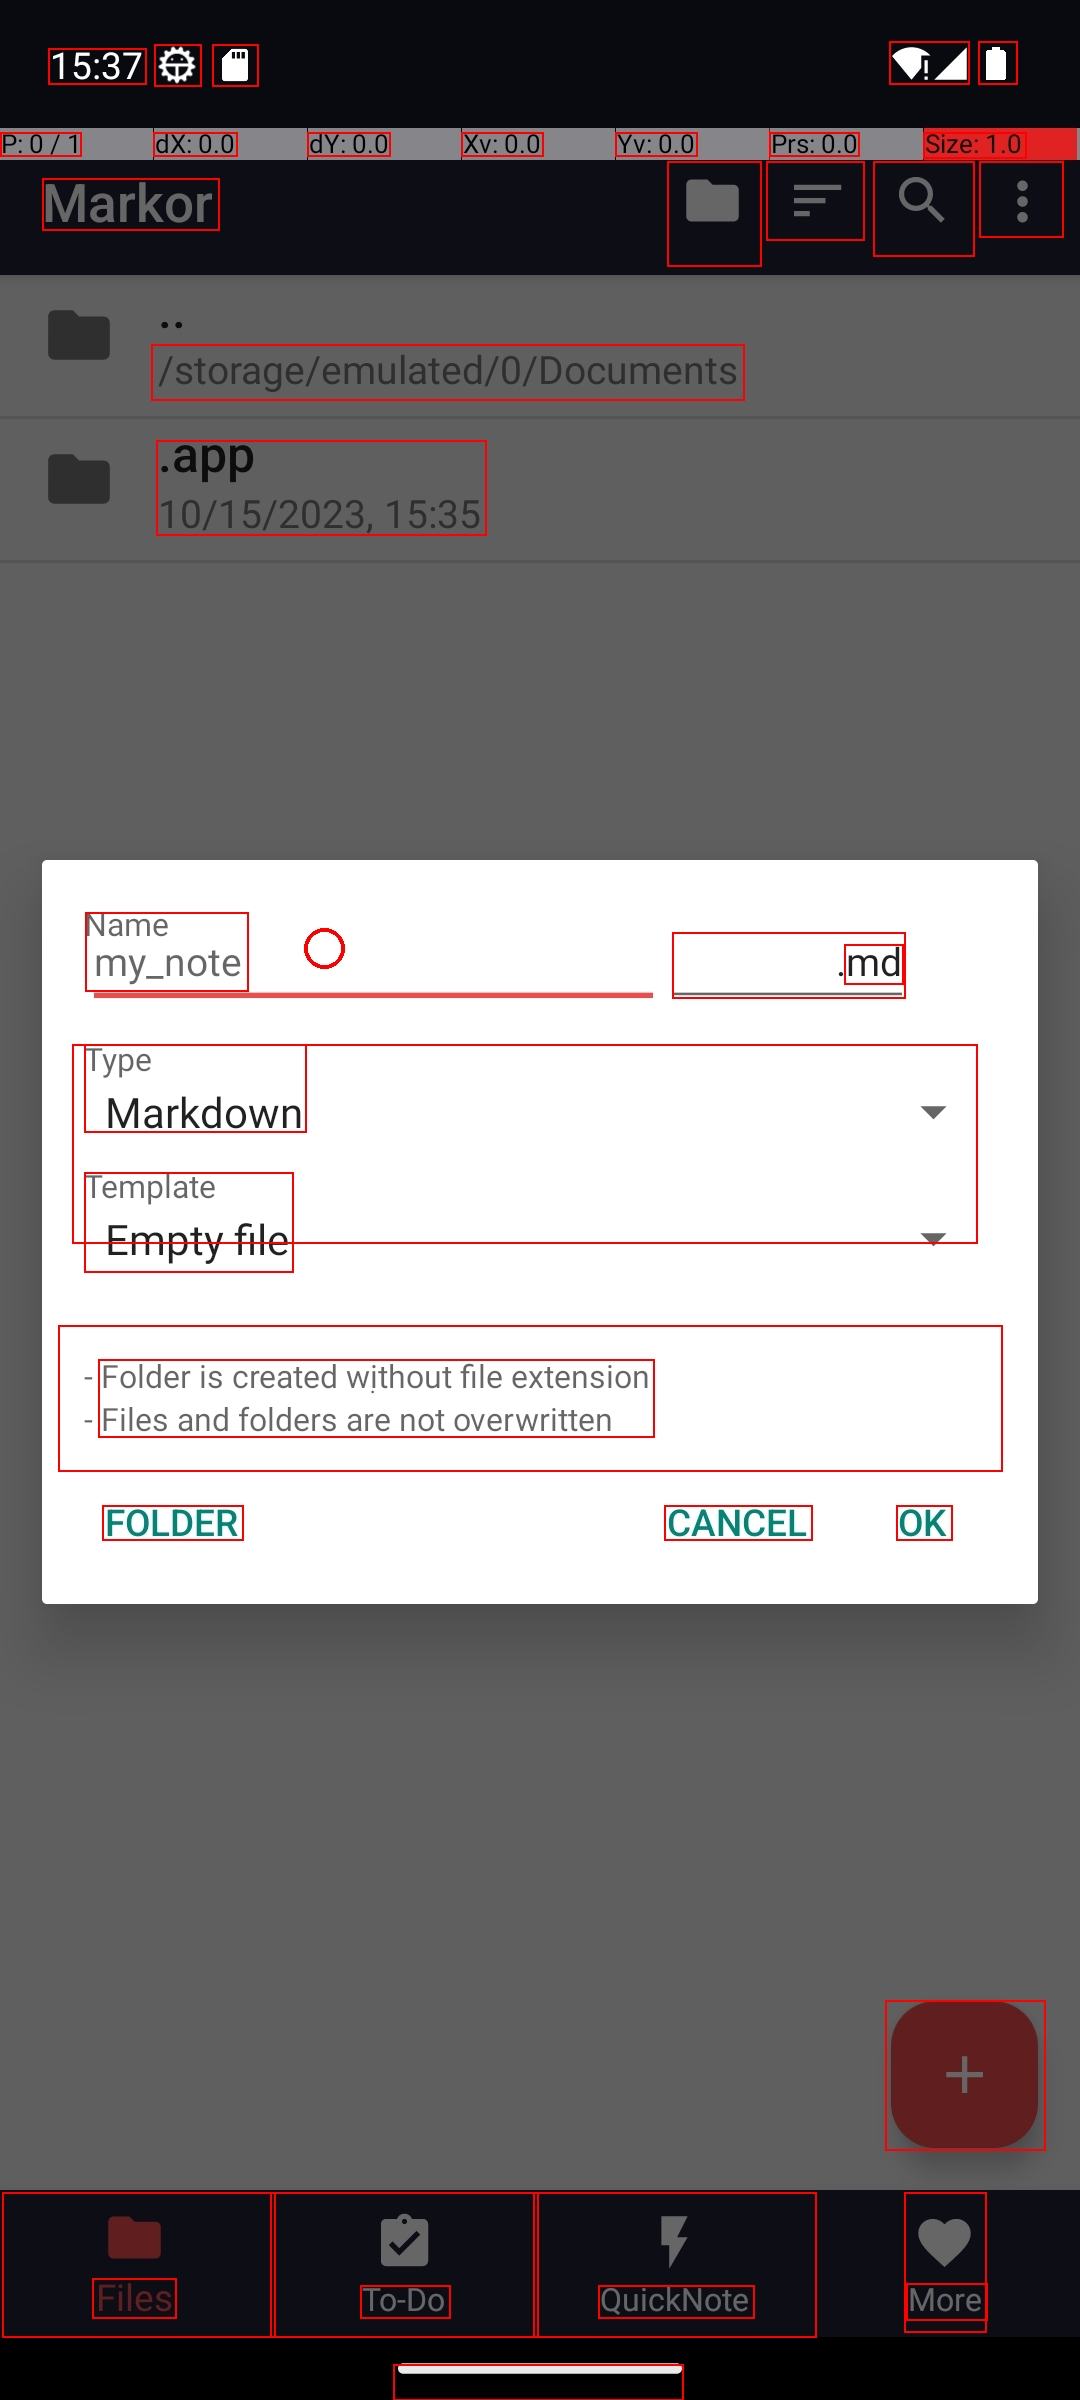 15:37
P: 0 / 1 dX: 0.0 dY: 0.0 Xv: 0.0 Yv: 0.0 Prs: 0.0 Size: 1.0
Markor
..
/storage/emulated/0/Documents
.app
10/15/2023, 15:35
Name
my_note .md
Type
Markdown
Template
Empty file
- Folder is created without file extension
- Files and folders are not overwritten
FOLDER CANCEL OK
Files To-Do QuickNote More